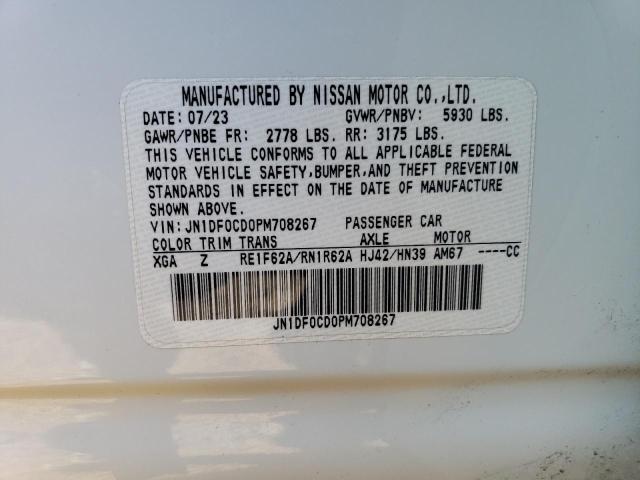 MANUFACTURED BY NISSAN MOTOR CO.,LTD.
DATE: 07/23 GVWR/PNBV: 5930 LBS.
GAWR/PNBE FR: 2778 LBS. RR: 3175 LBS.
THIS VEHICLE CONFORMS TO ALL APPLICABLE FEDERAL
MOTOR VEHICLE SAFETY,BUMPER,AND THEFT PREVENTION
STANDARDS IN EFFECT ON THE DATE OF MANUFACTURE
SHOWN ABOVE.
VIN: JN1DF0CD0PM708267 PASSENGER CAR
COLOR TRIM TRANS AXLE MOTOR
XGA Z RE1F62A/RN1R62A HJ42/HN39 AM67 ----CC
JN1DF0CD0PM708267